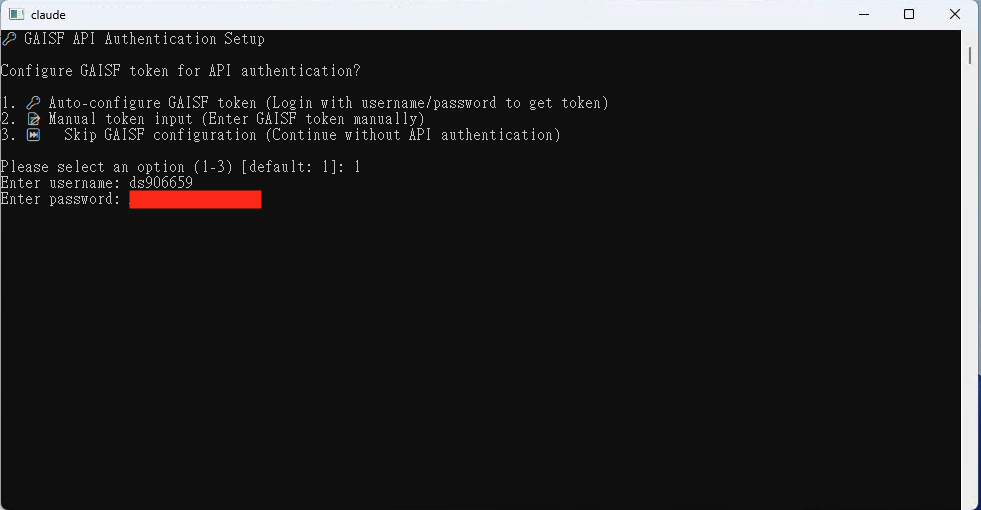 claude
GAISF API Authentication Setup
Configure GAISF token for API authentication?
1. Auto-configure GAISF token (Login with username/password to get token)
2. Manual token input (Enter GAISF token manually)
3. Skip GAISF configuration (Continue without API authentication)
Please select an option (1-3) [default: 1]: 1
Enter username: ds906659
Enter password: